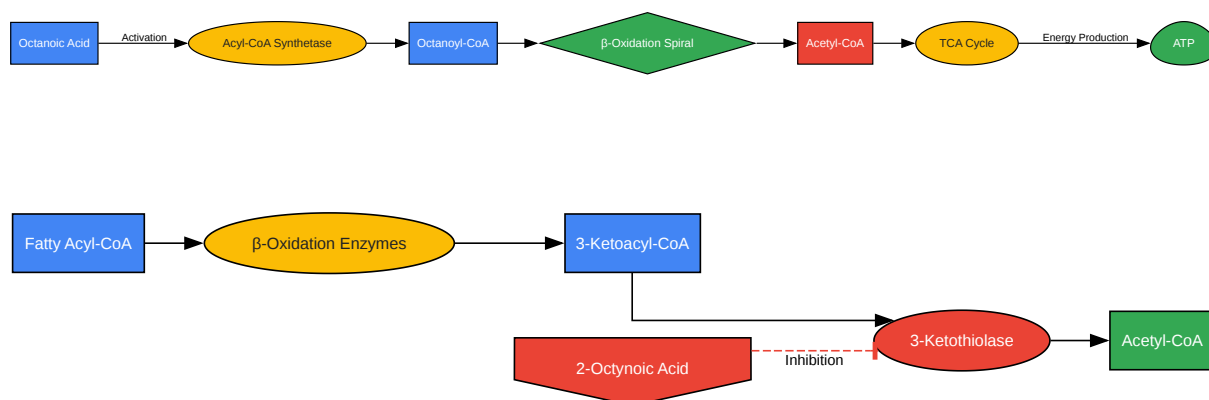 Octanoic Acid
Activation
Acyl-CoA Synthetase
Octanoyl-CoA
β-Oxidation Spiral
Acetyl-CoA
TCA Cycle
Energy Production
ATP
Fatty Acyl-CoA
β-Oxidation Enzymes
3-Ketoacyl-CoA
3-Ketothiolase
Acetyl-CoA
2-Octynoic Acid
Inhibition